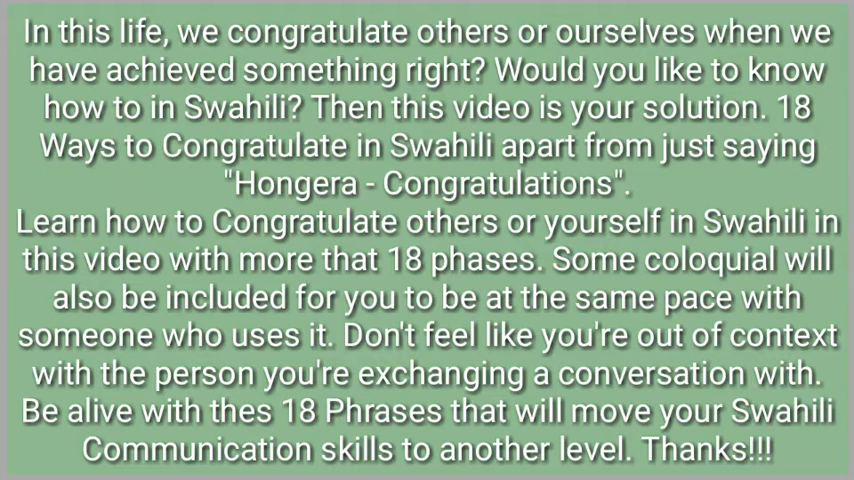 In this life, we congratulate others or ourselves when we
have achieved something right? Would you like to know
how to in Swahili? Then this video is your solution. 18
Ways to Congratulate in Swahili apart from just saying
"Hongera - Congratulations".
Learn how to Congratulate others or yourself in Swahili in
this video with more that 18 phases. Some coloquial will
also be included for you to be at the same pace with
someone who uses it. Don't feel like you're out of context
with the person you're exchanging a conversation with.
Be alive with thes 18 Phrases that will move your Swahili
Communication skills to another level. Thanks!!!